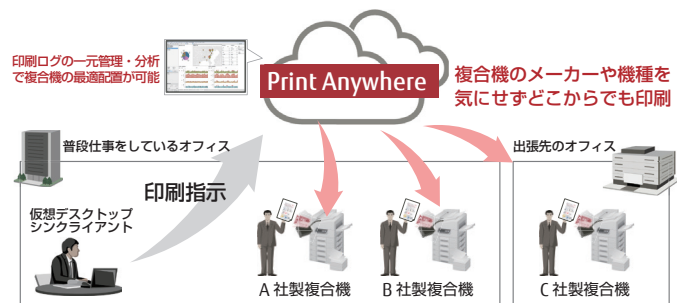 印刷ログの一元管理・分析
で複合機の最適配置が可能
Print Anywhere
複合機のメーカーや機種を
気にせずどこからでも印刷
普段仕事をしているオフィス
出張先のオフィス
印刷指示
仮想デスクトップ
シンクライアント
A 社製複合機
B 社製複合機
C 社製複合機